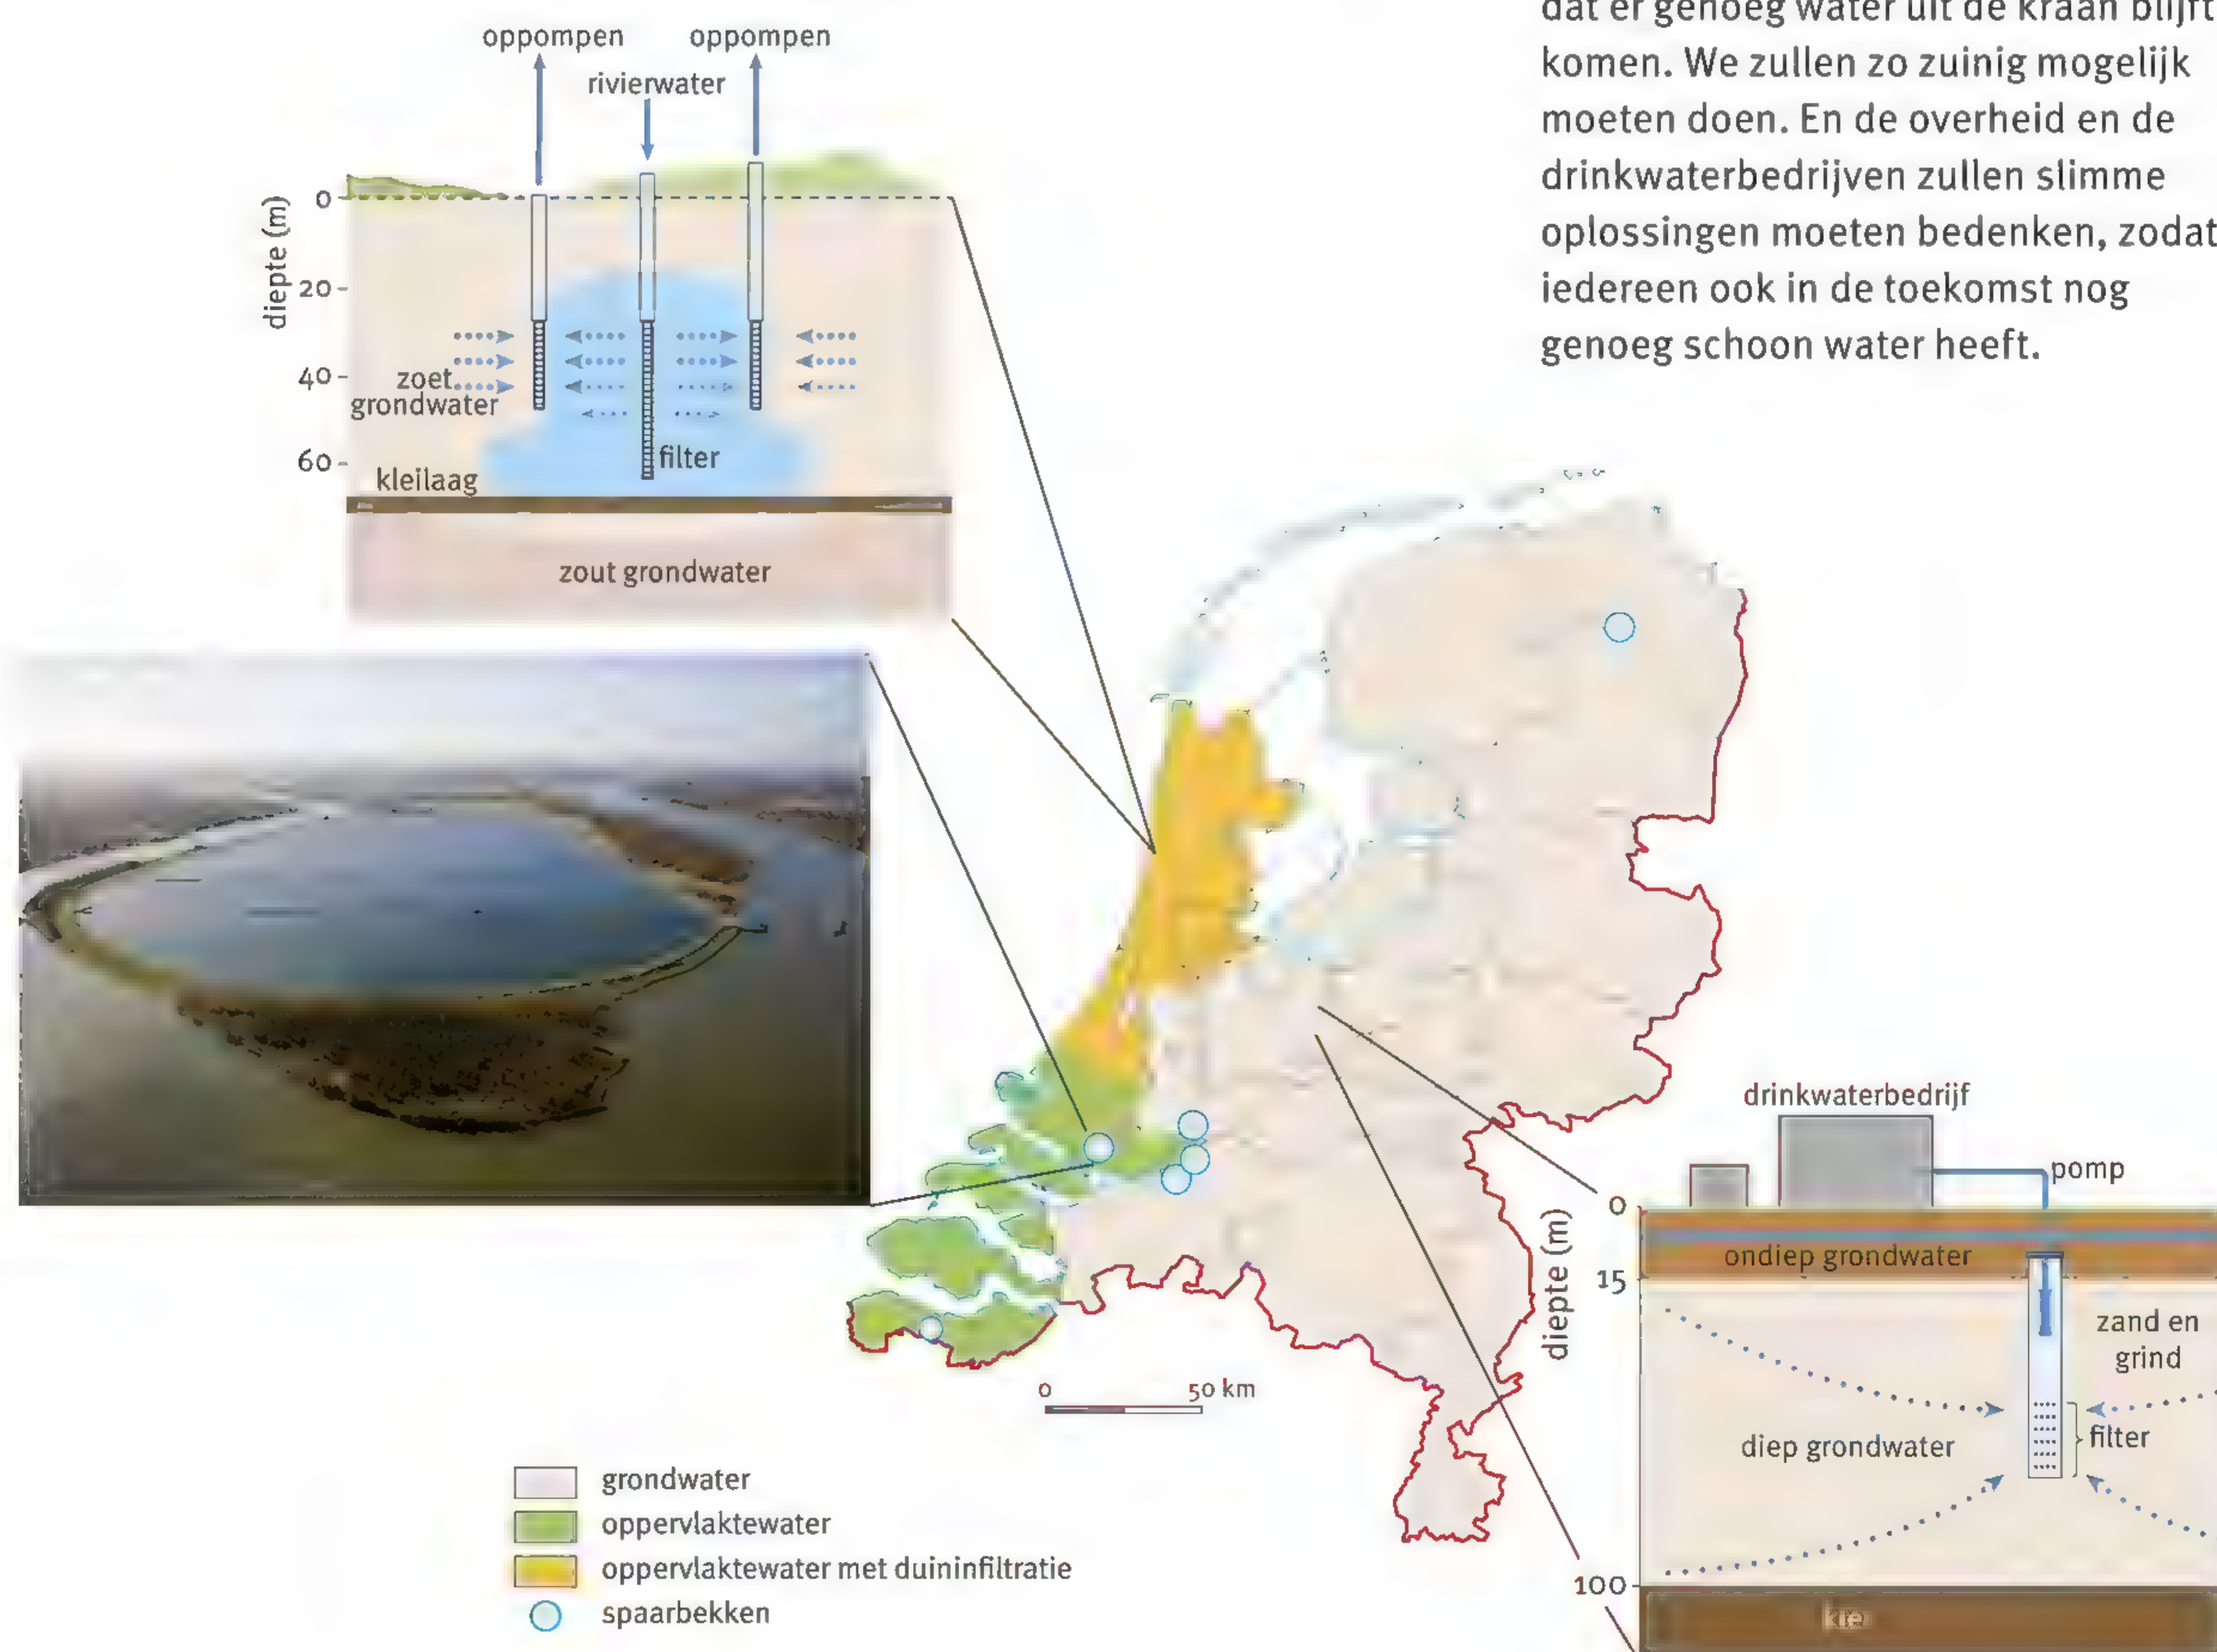 dat er genoeg water uit de kraan blijft
komen. We zullen zo zuinig mogelijk
moeten doen. En de overheid en de
drinkwaterbedrijven zullen slimme
oplossingen moeten bedenken, zodat
iedereen ook in de toekomst nog
genoeg schoon water heeft.
oppompen
oppompen
rivierwater
diepte (m)
0
20
40
60
zoet
grondwater
filter
kleilaag
zout grondwater
drinkwaterbedrijf
pomp
diepte (m)
0
15
100
ondiep grondwater
zand en
grind
diep grondwater
filter
0
50 km
grondwater
oppervlaktewater
oppervlaktewater met duininfiltratie
spaarbekken